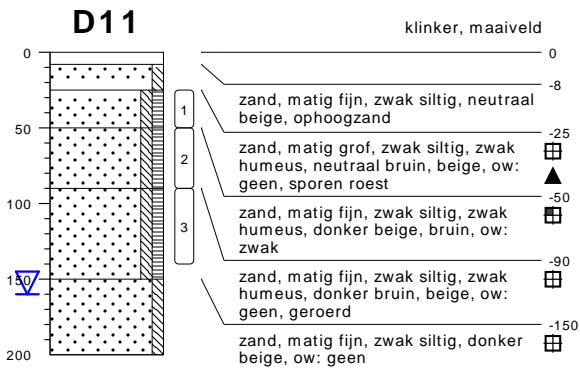 D11
klinker, maaiveld
0
0
-8
zand, matig fijn, zwak siltig, neutraal
beige, ophoogzand
-25
1
50
zand, matig grof, zwak siltig, zwak
humeus, neutraal bruin, beige, ow:
geen, sporen roest
-50
2
100
zand, matig fijn, zwak siltig, zwak
humeus, donker beige, bruin, ow:
zwak
-90
3
150
zand, matig fijn, zwak siltig, zwak
humeus, donker bruin, beige, ow:
geen, geroerd
-150
200
zand, matig fijn, zwak siltig, donker
beige, ow: geen